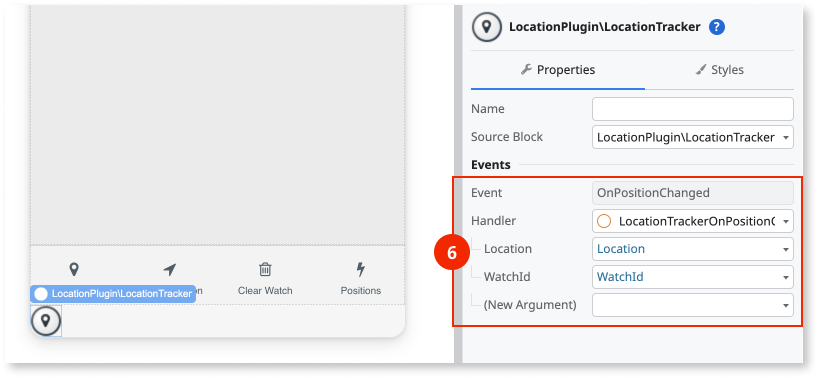 LocationPlugin\LocationTracker ?
Properties Styles
Name
Source Block LocationPlugin\LocationTracker
Events
Event OnPositionChanged
Handler LocationTrackerOnPosition
Location Location
WatchId WatchId
(New Argument)
6
Clear Watch Positions
LocationPlugin\LocationTracker